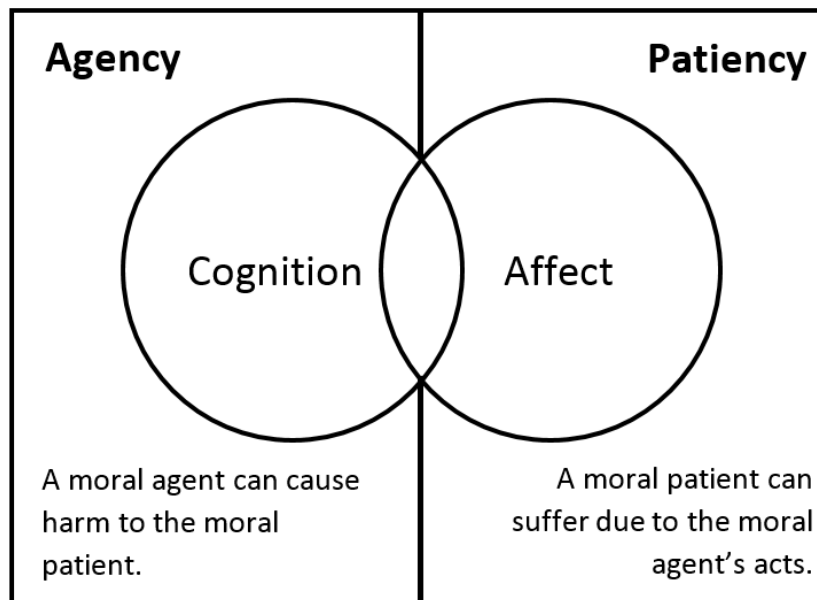 Agency
Patiency
Cognition
Affect
A moral agent can cause
harm to the moral
patient.
A moral patient can
suffer due to the moral
agent's acts.